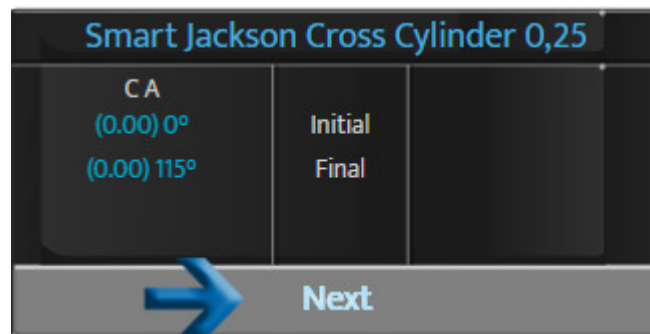 Smart Jackson Cross Cylinder 0,25
C A
(0.00) 0º Initial
(0.00) 115º Final
Next